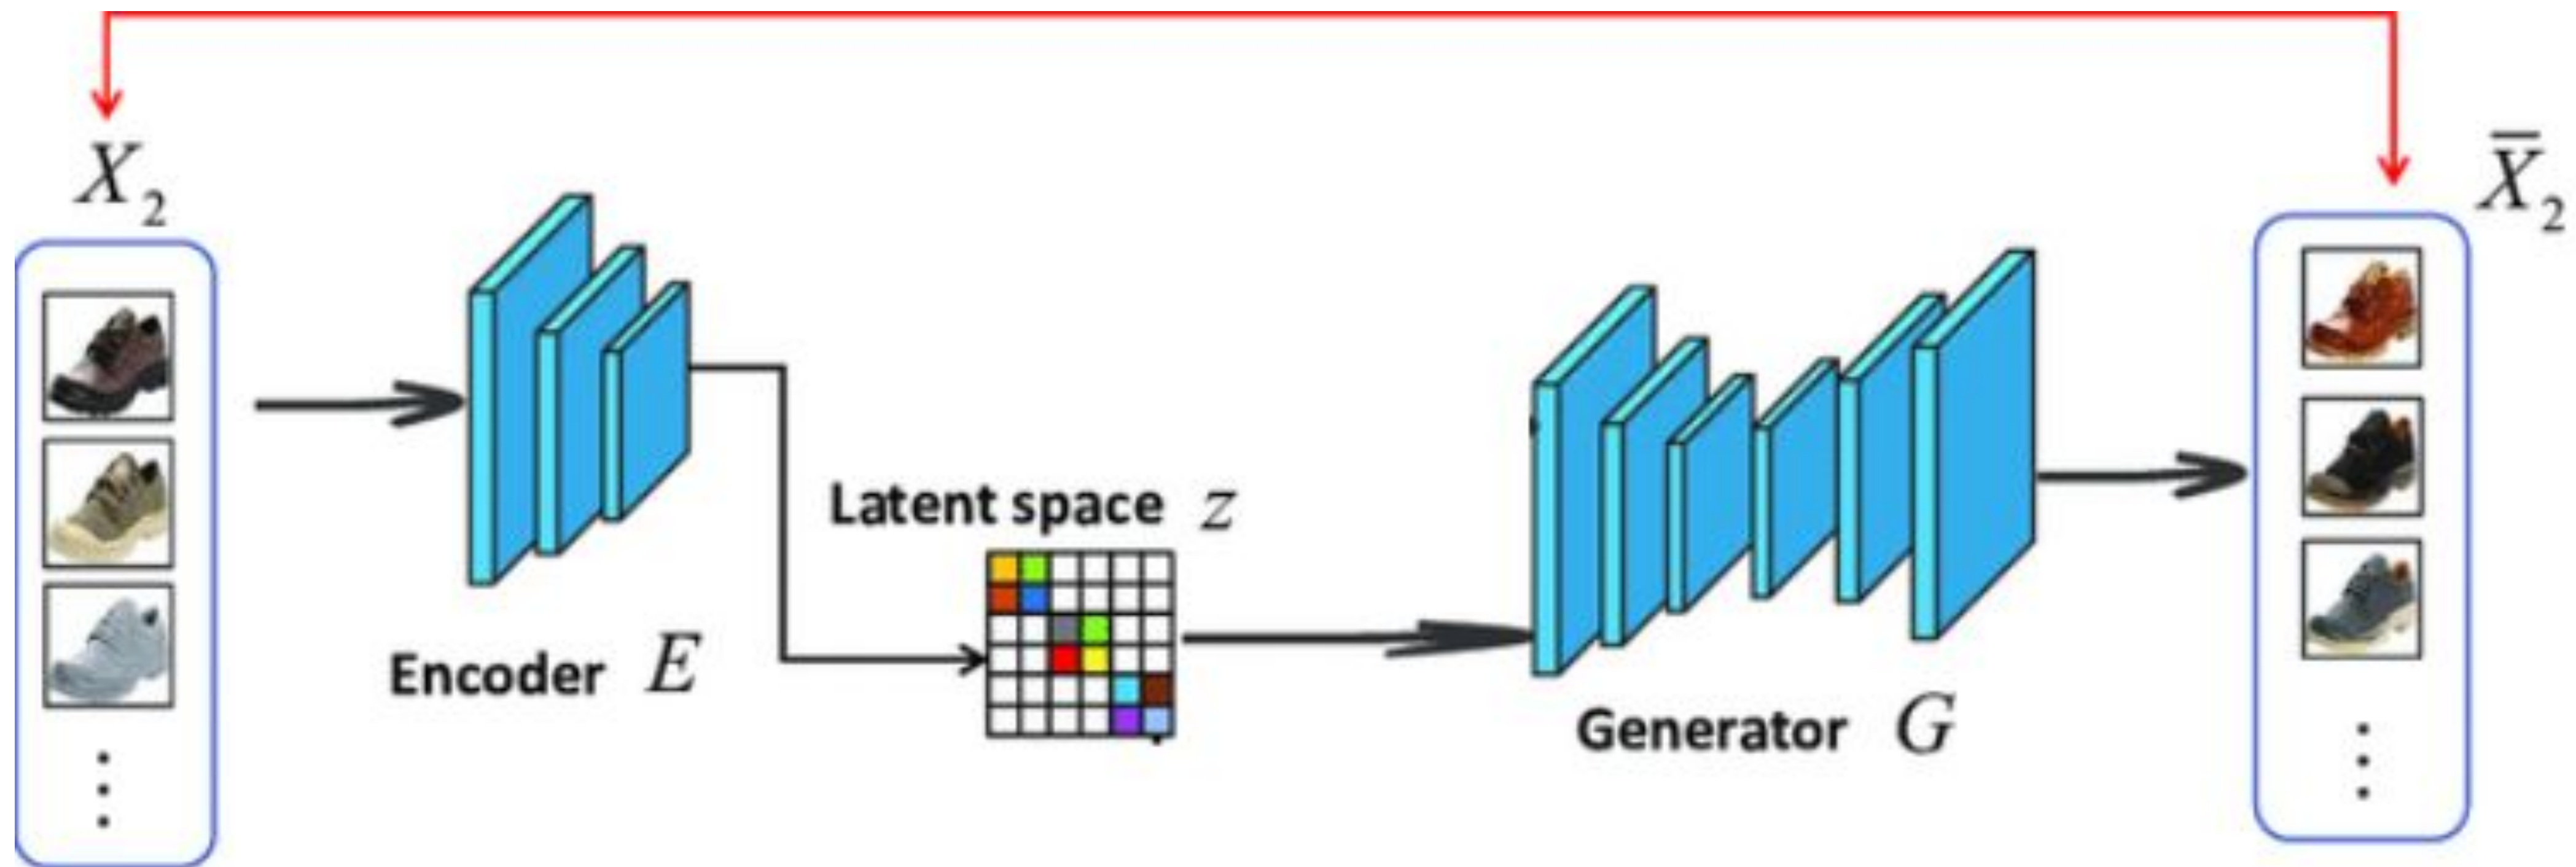 X₂
X̅₂
Latent space z
Encoder E
Generator G